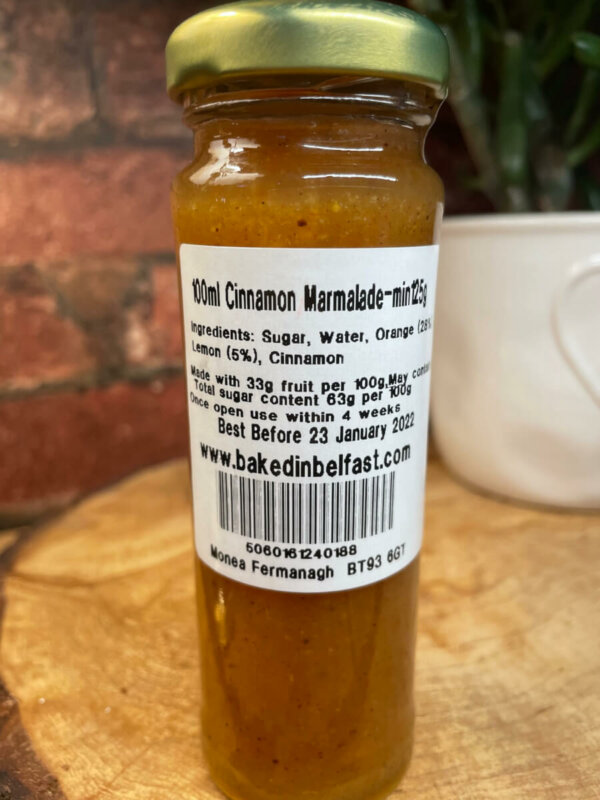 100ml Cinnamon Marmalade-min125g
Ingredients: Sugar, Water, Orange (28%
Lemon (5%), Cinnamon
Made with 33g fruit per 100g,May
Total sugar content 63g per 100g
Once open use within 4 weeks
Best Before 23 January 2022
www.bakedinbelfast.com
5060161240188
Monea Fermanagh BT93 6GT